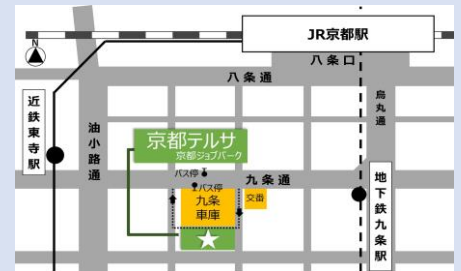 JR京都駅
N
八条口
八条通
近鉄東寺駅
油小路通
烏丸通
京都テルサ
京都ジョブパーク
バス停
バス停
九条通
九条
車庫
交番
地下鉄九条駅